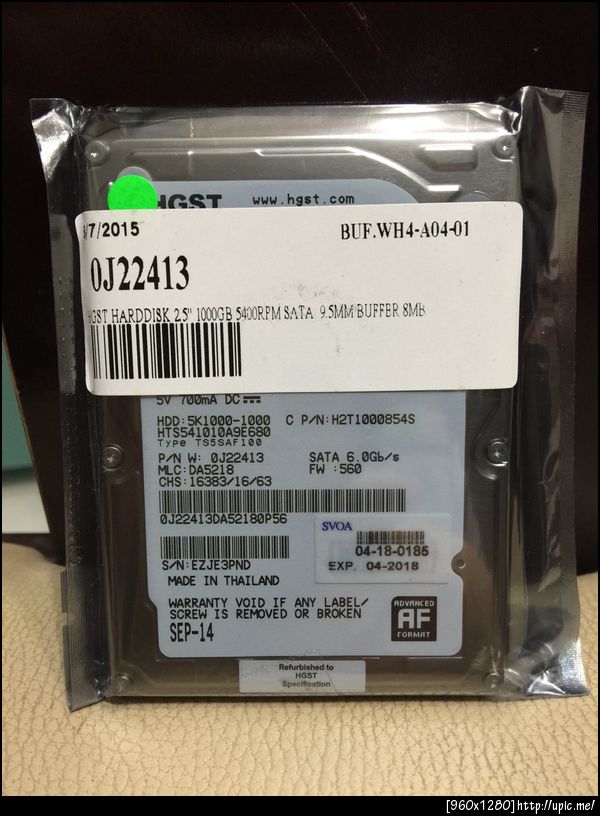 HGST www.hgst.com
/7/2015 BUF.WH4-A04-01
0J22413
HGST HARDDISK 2.5" 1000GB 5400RPM SATA 9.5MM BUFFER 8MB
5V 700mA DC
HDD:5K1000-1000 C P/N:H2T1000854S
HTS541010A9E680
Type TS5SAF100
P/N W: 0J22413 SATA 6.0Gb/s
MLC:DA5218 FW :560
CHS:16383/16/63
0J22413DA52180P56
SVOA
04-18-0185
EXP. 04-2018
S/N:EZJE3PND
MADE IN THAILAND
WARRANTY VOID IF ANY LABEL/
SCREW IS REMOVED OR BROKEN
SEP-14
ADVANCED
AF
FORMAT
Refurbished to
HGST
Specification
[960x1280]http://upic.me/